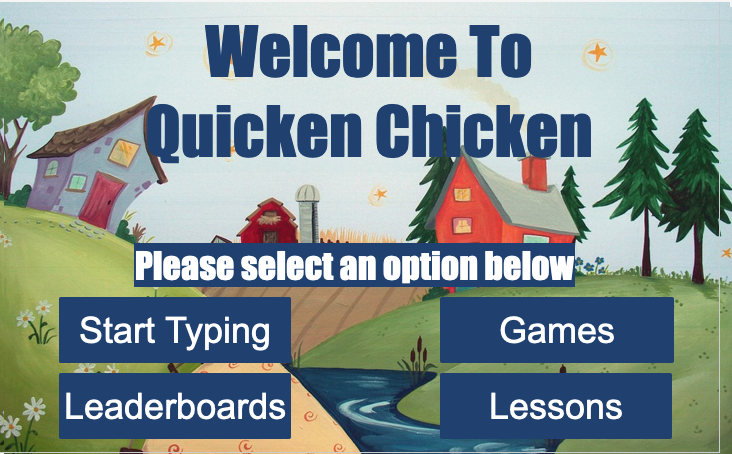 Welcome To
Quicken Chicken
Please select an option below
Start Typing
Games
Leaderboards
Lessons